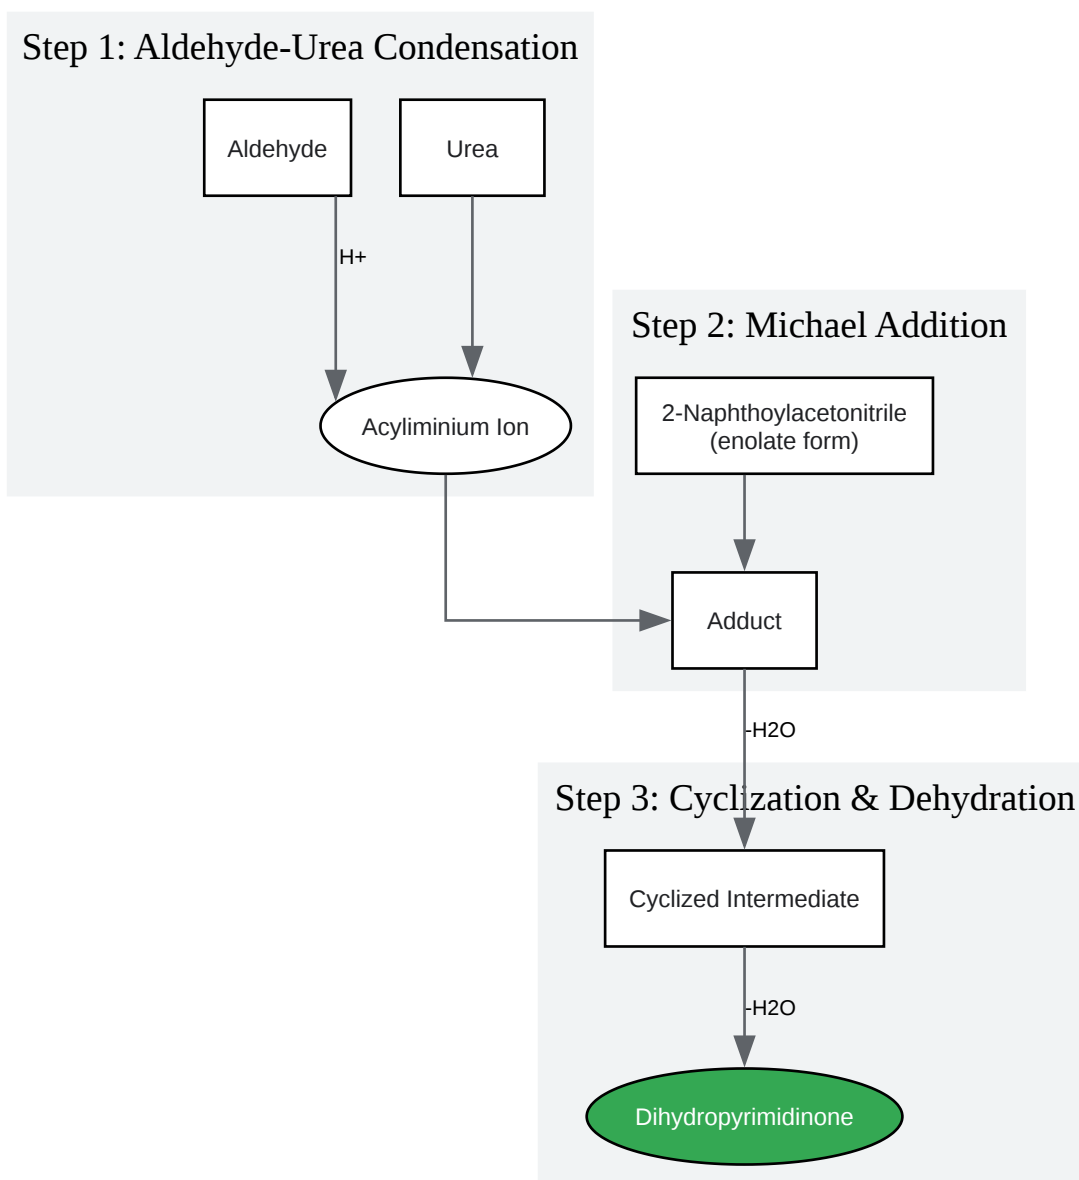 Step 1: Aldehyde-Urea Condensation
Aldehyde
Urea
H+
Acyliminium Ion
Step 2: Michael Addition
2-Naphthoylacetonitrile
(enolate form)
Adduct
-H2O
Step 3: Cyclization & Dehydration
Cyclized Intermediate
-H2O
Dihydropyrimidinone